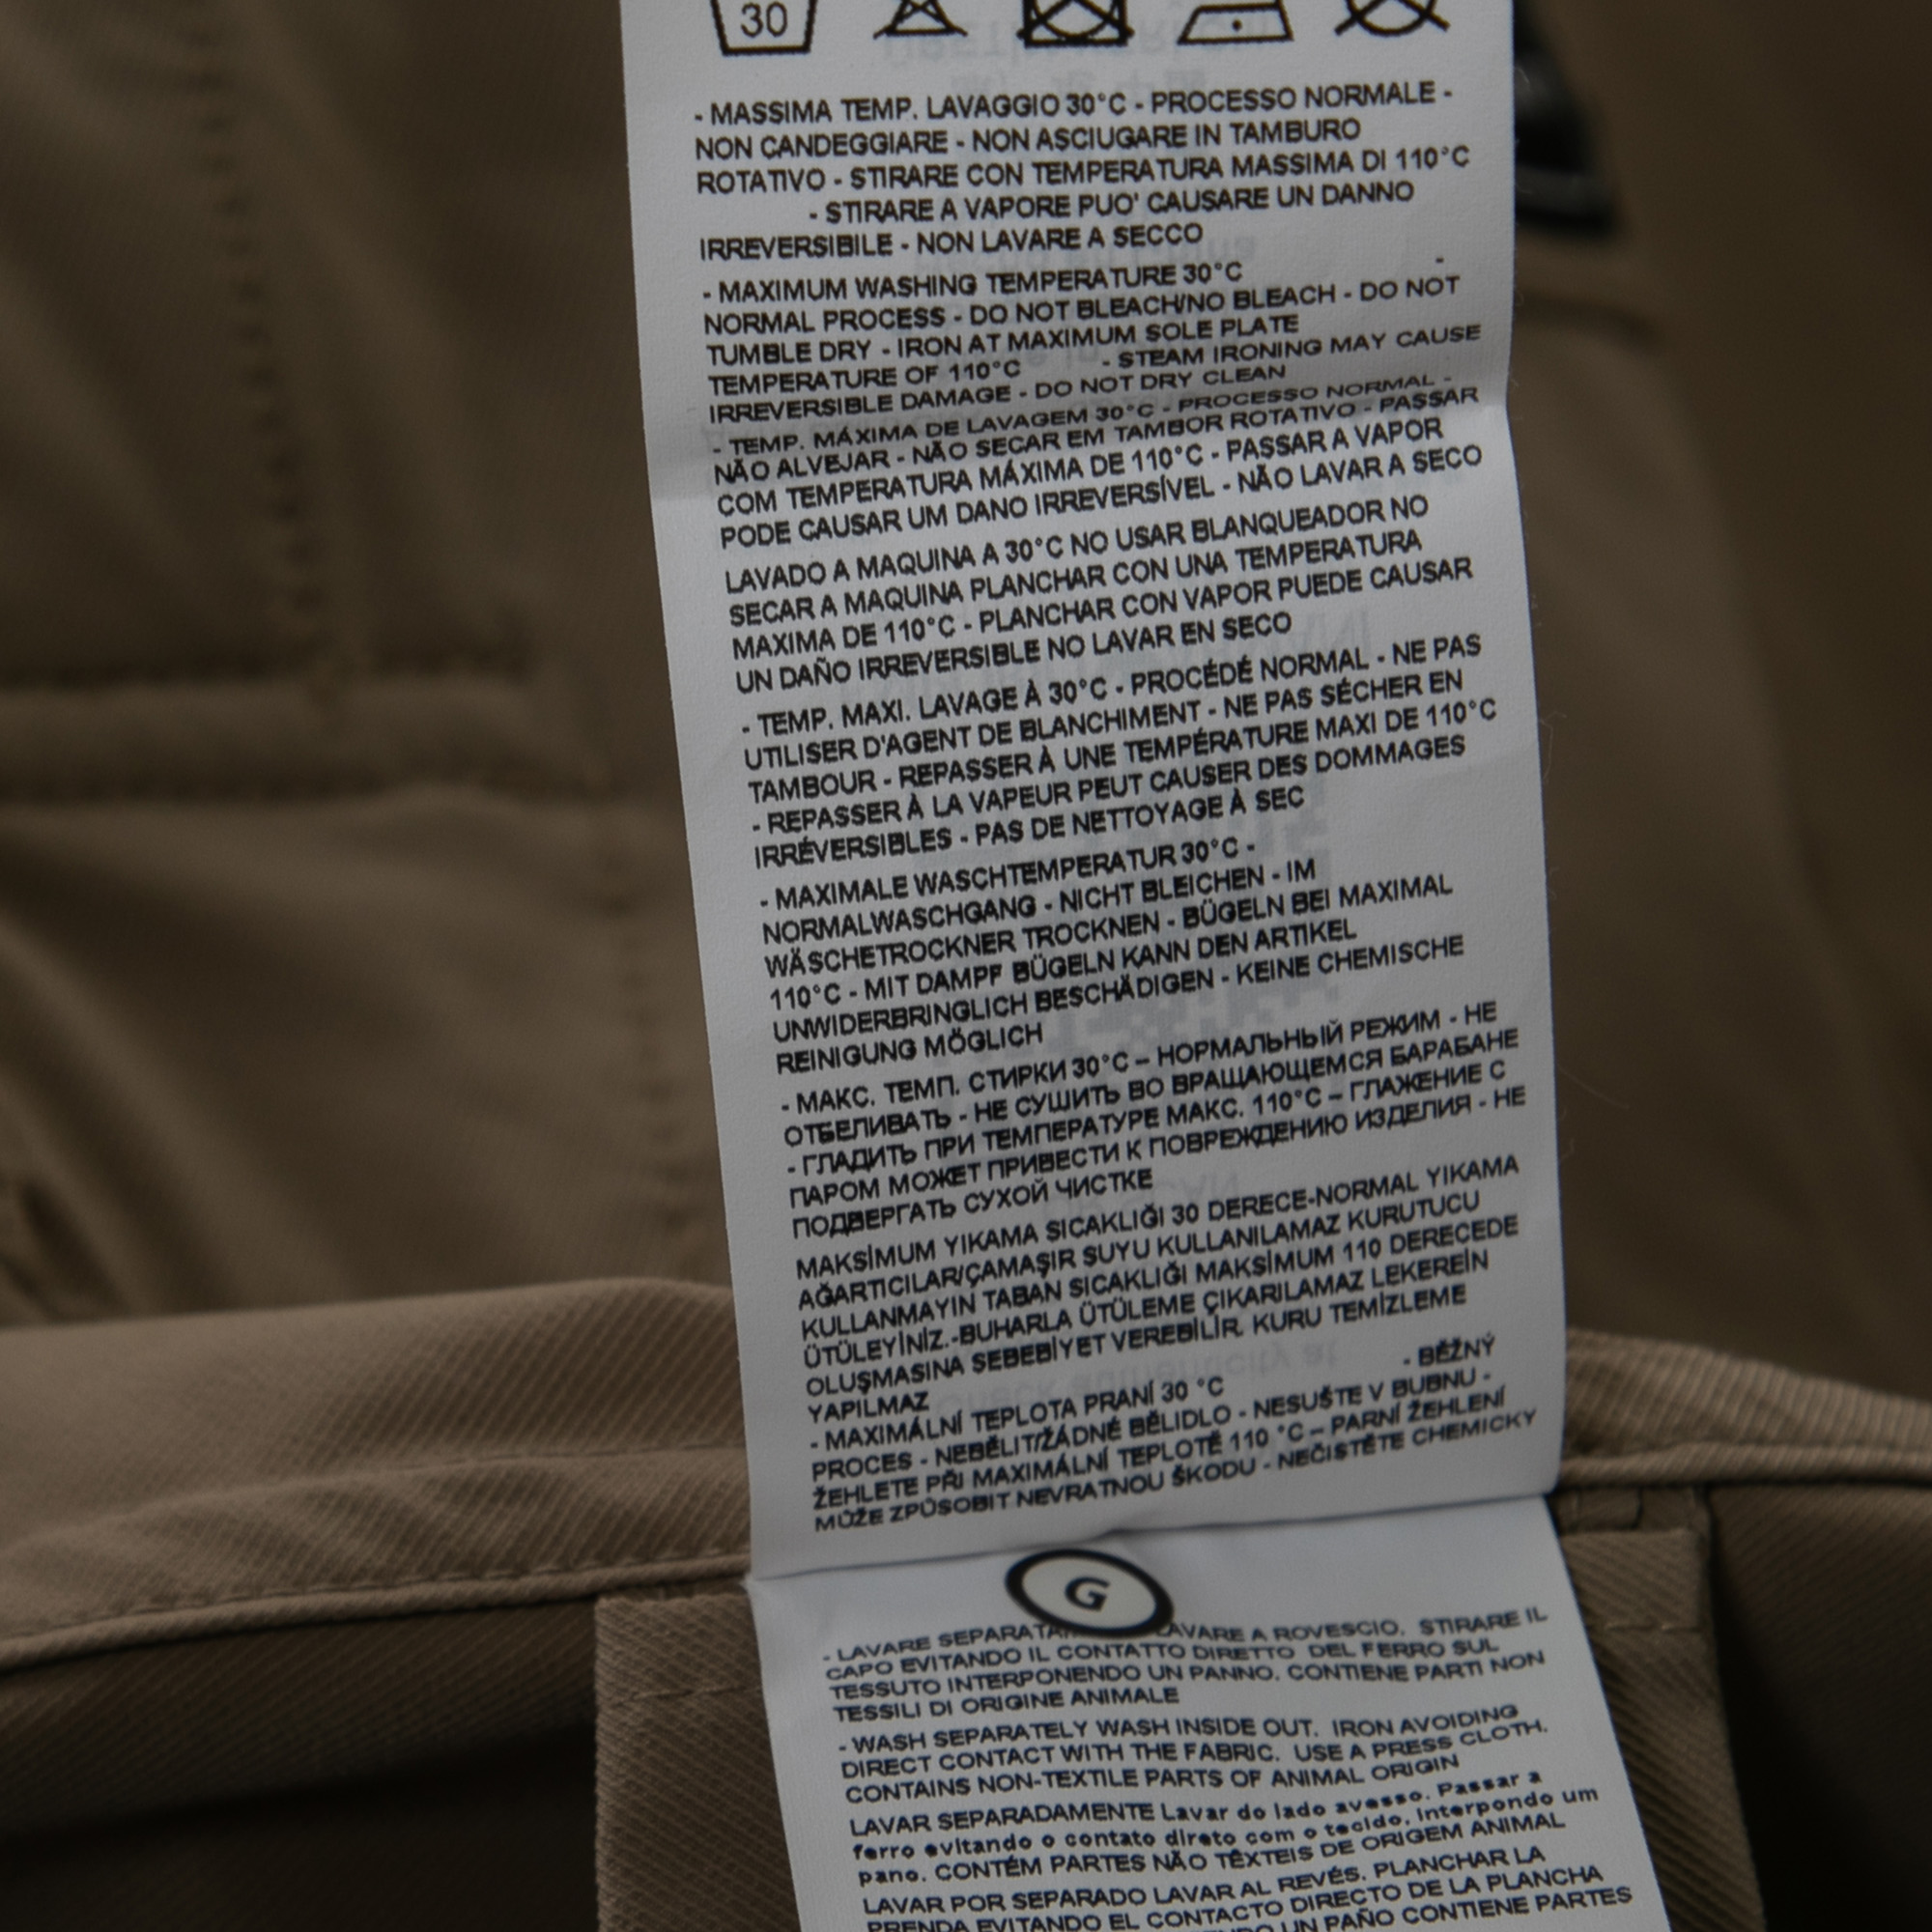 30
- MASSIMA TEMP. LAVAGGIO 30°C - PROCESSO NORMALE -
NON CANDEGGIARE - NON ASCIUGARE IN TAMBURO
ROTATIVO - STIRARE CON TEMPERATURA MASSIMA DI 110°C
- STIRARE A VAPORE PUO' CAUSARE UN DANNO
IRREVERSIBILE - NON LAVARE A SECCO
- MAXIMUM WASHING TEMPERATURE 30°C -
NORMAL PROCESS - DO NOT BLEACH/NO BLEACH - DO NOT
TUMBLE DRY - IRON AT MAXIMUM SOLE PLATE
TEMPERATURE OF 110°C - STEAM IRONING MAY CAUSE
IRREVERSIBLE DAMAGE - DO NOT DRY CLEAN
- TEMP. MÁXIMA DE LAVAGEM 30°C - PROCESSO NORMAL -
NÃO ALVEJAR - NÃO SECAR EM TAMBOR ROTATIVO - PASSAR
COM TEMPERATURA MÁXIMA DE 110°C - PASSAR A VAPOR
PODE CAUSAR UM DANO IRREVERSÍVEL - NÃO LAVAR A SECO
LAVADO A MAQUINA A 30°C NO USAR BLANQUEADOR NO
SECAR A MAQUINA PLANCHAR CON UNA TEMPERATURA
MAXIMA DE 110°C - PLANCHAR CON VAPOR PUEDE CAUSAR
UN DAÑO IRREVERSIBLE NO LAVAR EN SECO
- TEMP. MAXI. LAVAGE À 30°C - PROCÉDÉ NORMAL - NE PAS
UTILISER D'AGENT DE BLANCHIMENT - NE PAS SÉCHER EN
TAMBOUR - REPASSER À UNE TEMPÉRATURE MAXI DE 110°C
- REPASSER À LA VAPEUR PEUT CAUSER DES DOMMAGES
IRRÉVERSIBLES - PAS DE NETTOYAGE À SEC
- MAXIMALE WASCHTEMPERATUR 30°C -
NORMALWASCHGANG - NICHT BLEICHEN - IM
WÄSCHETROCKNER TROCKNEN - BÜGELN BEI MAXIMAL
110°C - MIT DAMPF BÜGELN KANN DEN ARTIKEL
UNWIDERBRINGLICH BESCHÄDIGEN - KEINE CHEMISCHE
REINIGUNG MÖGLICH
- МАКС. ТЕМП. СТИРКИ 30°C – НОРМАЛЬНЫЙ РЕЖИМ - НЕ
ОТБЕЛИВАТЬ - НЕ СУШИТЬ ВО ВРАЩАЮЩЕМСЯ БАРАБАНЕ
- ГЛАДИТЬ ПРИ ТЕМПЕРАТУРЕ МАКС. 110°C – ГЛАЖЕНИЕ С
ПАРОМ МОЖЕТ ПРИВЕСТИ К ПОВРЕЖДЕНИЮ ИЗДЕЛИЯ - НЕ
ПОДВЕРГАТЬ СУХОЙ ЧИСТКЕ
MAKSİMUM YIKAMA SICAKLIĞI 30 DERECE-NORMAL YIKAMA
AĞARTICILAR/ÇAMAŞIR SUYU KULLANILAMAZ KURUTUCU
KULLANMAYIN TABAN SICAKLIĞI MAKSİMUM 110 DERECEDE
ÜTÜLEYİNİZ.-BUHARLA ÜTÜLEME ÇIKARILAMAZ LEKEREİN
OLUŞMASINA SEBEBİYET VEREBİLİR. KURU TEMİZLEME
YAPILMAZ
- MAXIMÁLNÍ TEPLOTA PRANÍ 30 °C - BĚŽNÝ
PROCES - NEBĚLIT/ŽÁDNÉ BĚLIDLO - NESUŠTE V BUBNU -
ŽEHLETE PŘI MAXIMÁLNÍ TEPLOTĚ 110 °C – PARNÍ ŽEHLENÍ
MŮŽE ZPŮSOBIT NEVRATNOU ŠKODU - NEČISTĚTE CHEMICKY
G
- LAVARE AVARE A ROVESCIO. STIRARE IL
CAPO EVITANDO IL CONTATTO DIRETTO DEL FERRO SUL
TESSUTO INTERPONENDO UN PANNO. CONTIENE PARTI NON
TESSILI DI ORIGINE ANIMALE
- WASH SEPARATELY WASH INSIDE OUT. IRON AVOIDING
DIRECT CONTACT WITH THE FABRIC. USE A PRESS CLOTH.
CONTAINS NON-TEXTILE PARTS OF ANIMAL ORIGIN
LAVAR SEPARADAMENTE Lavar do lado avesso. Passar a
ferro evitando o contato direto com o tecido. Interpondo um
pano. CONTÉM PARTES NÃO TÊXTEIS DE ORIGEM ANIMAL
LAVAR POR SEPARADO LAVAR AL REVÉS. PLANCHAR LA
PRENDA EVITANDO EL CONTACTO DIRECTO DE LA PLANCHA
UN PAÑO CONTIENE PARTES